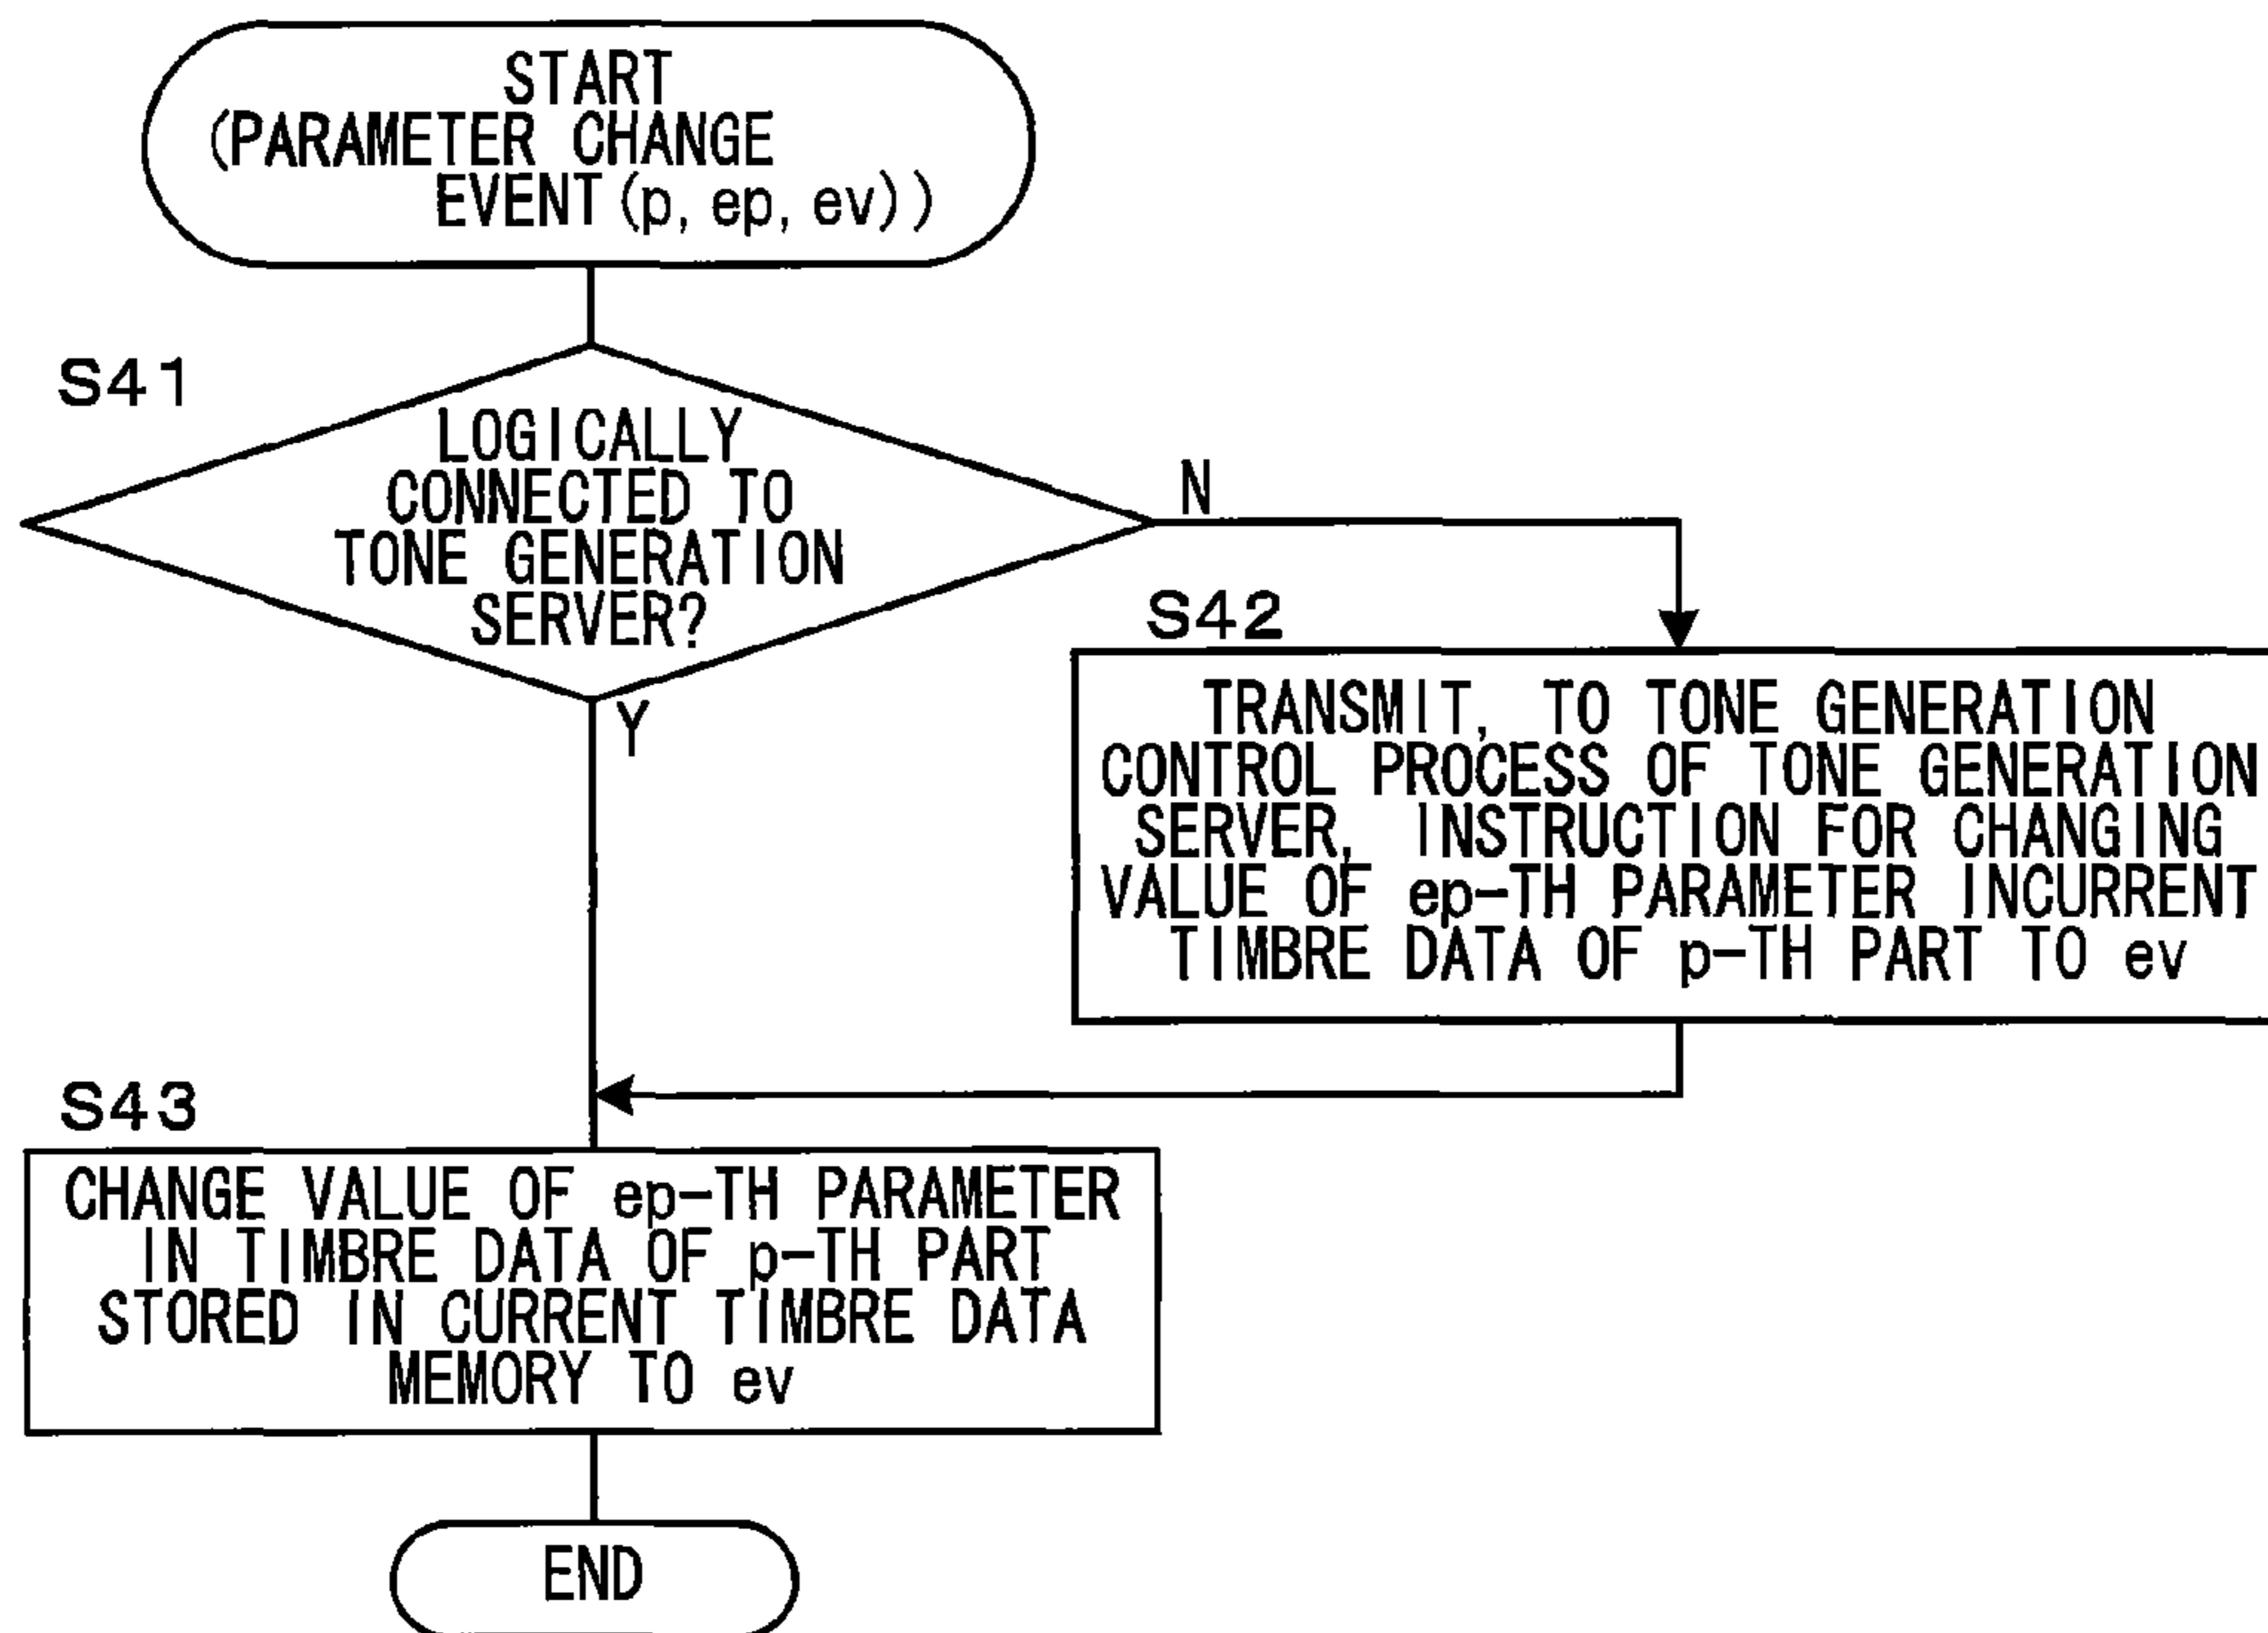 START
(PARAMETER CHANGE
EVENT(p, ep, ev))
S41
LOGICALLY
CONNECTED TO
TONE GENERATION
SERVER?
N
Y
S42
TRANSMIT, TO TONE GENERATION
CONTROL PROCESS OF TONE GENERATION
SERVER, INSTRUCTION FOR CHANGING
VALUE OF ep-TH PARAMETER INCURRENT
TIMBRE DATA OF p-TH PART TO ev
S43
CHANGE VALUE OF ep-TH PARAMETER
IN TIMBRE DATA OF p-TH PART
STORED IN CURRENT TIMBRE DATA
MEMORY TO ev
END